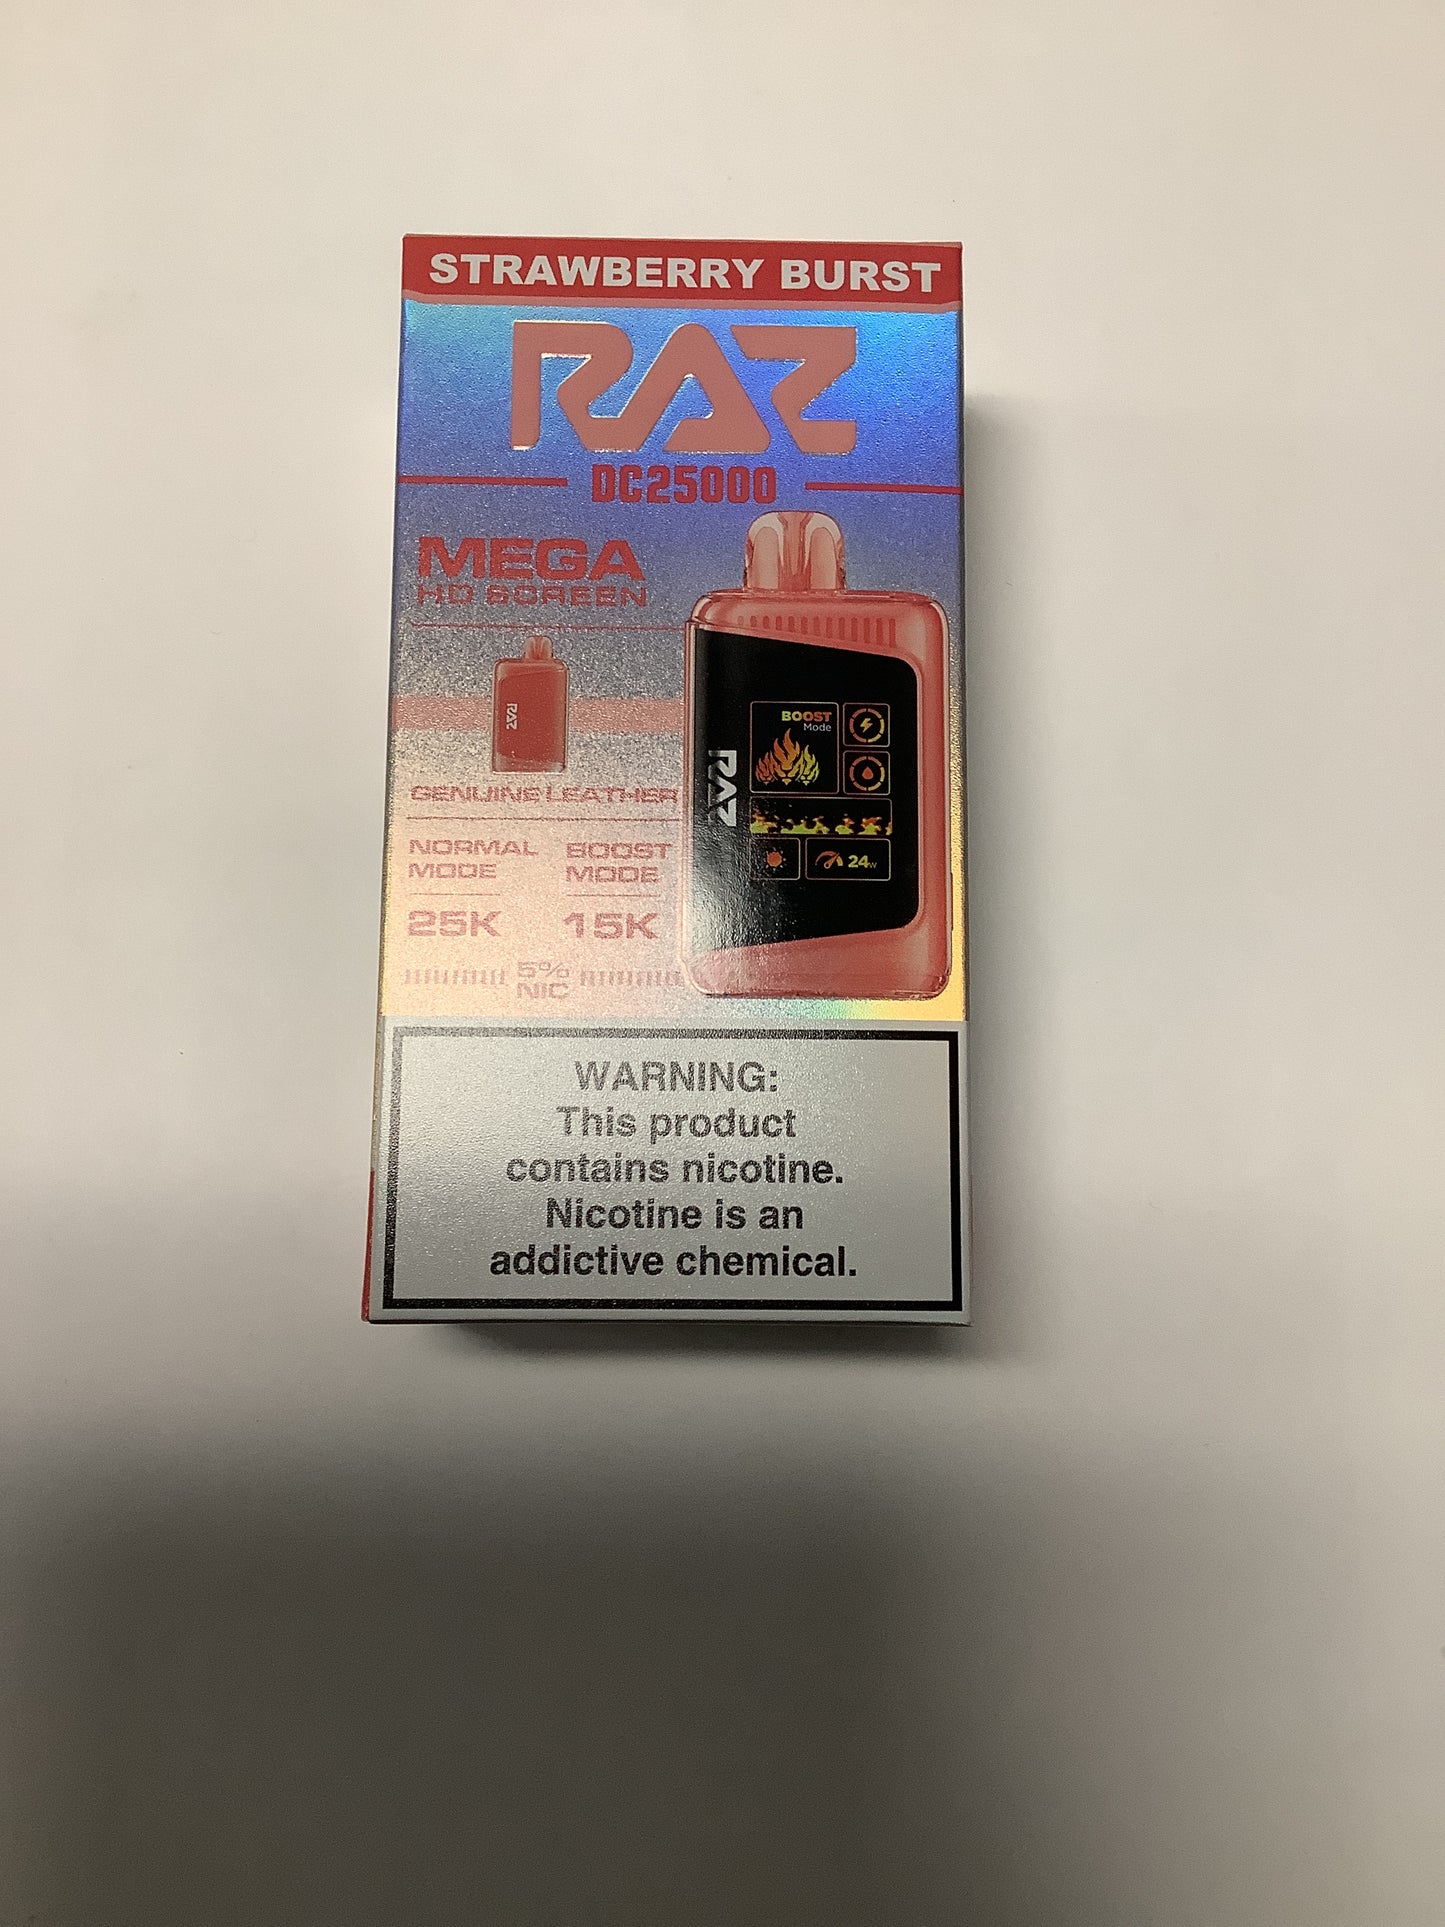 STRAWBERRY BURST
RAZ
DC25000
MEGA
HD SCREEN
RAZ
GENUINE LEATHER
NORMAL
MODE
25K
BOOST
MODE
15K
5%
NIC
RAZ
BOOST
Mode
24W
WARNING:
This product
contains nicotine.
Nicotine is an
addictive chemical.